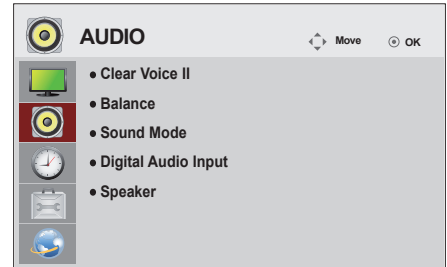 AUDIO
Move
OK
• Clear Voice II
• Balance
• Sound Mode
• Digital Audio Input
• Speaker